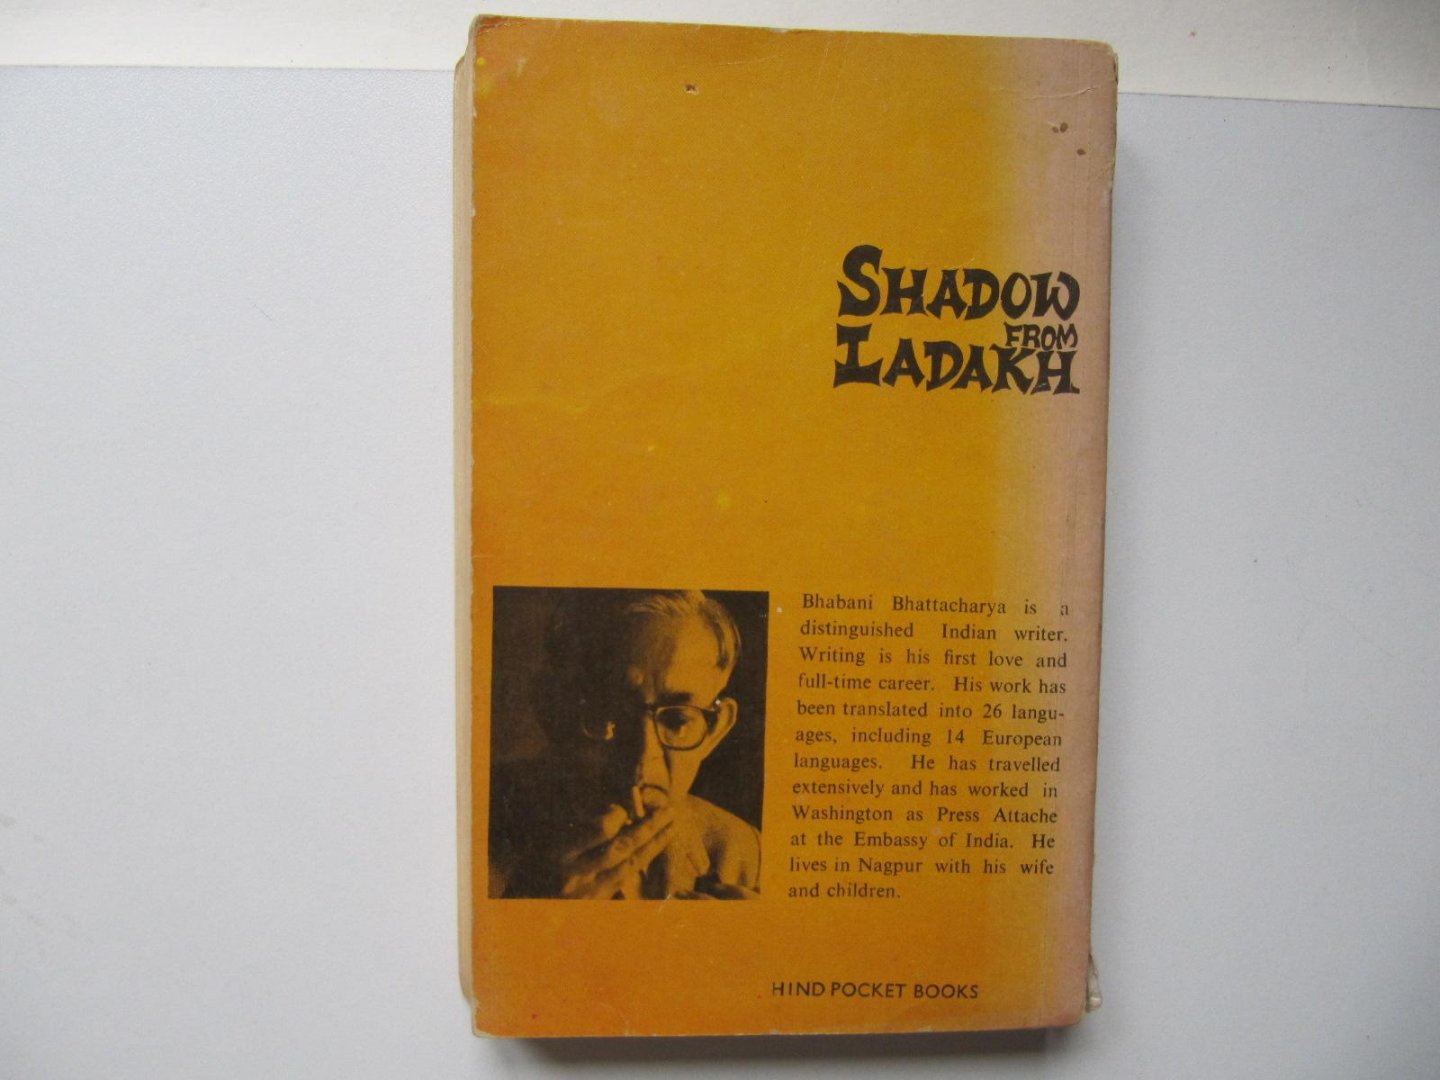 SHADOW
FROM
LADAKH
Bhabani Bhattacharya is a
distinguished Indian writer.
Writing is his first love and
full-time career. His work has
been translated into 26 langu-
ages, including 14 European
languages. He has travelled
extensively and has worked in
Washington as Press Attache
at the Embassy of India. He
lives in Nagpur with his wife
and children.
HIND POCKET BOOKS